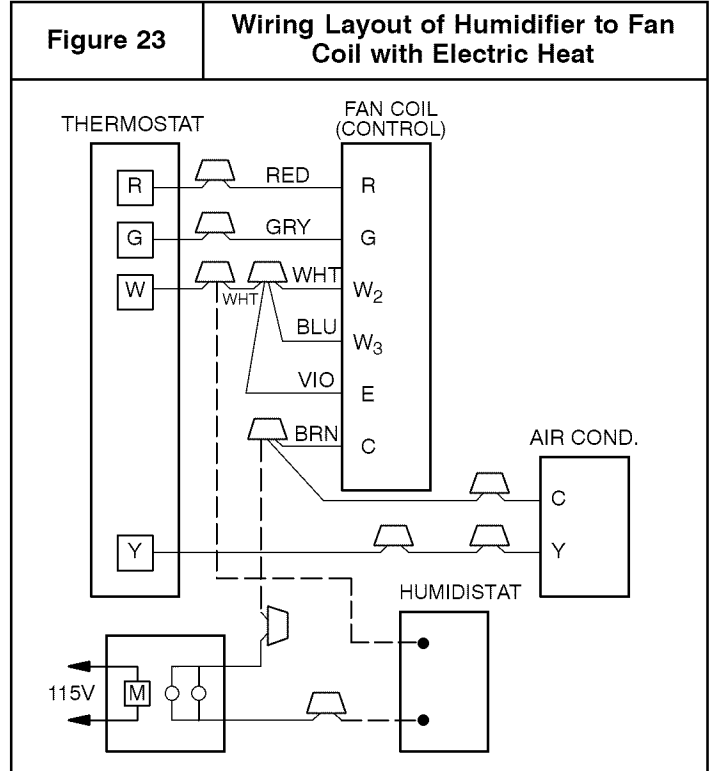 Figure 23
Wiring Layout of Humidifier to Fan
Coil with Electric Heat
THERMOSTAT
FAN COIL
(CONTROL)
R
RED
R
G
GRY
G
W
WHT
WHT
W2
BLU
W3
VIO
E
BRN
C
AIR COND.
C
Y
Y
HUMIDISTAT
115V
M